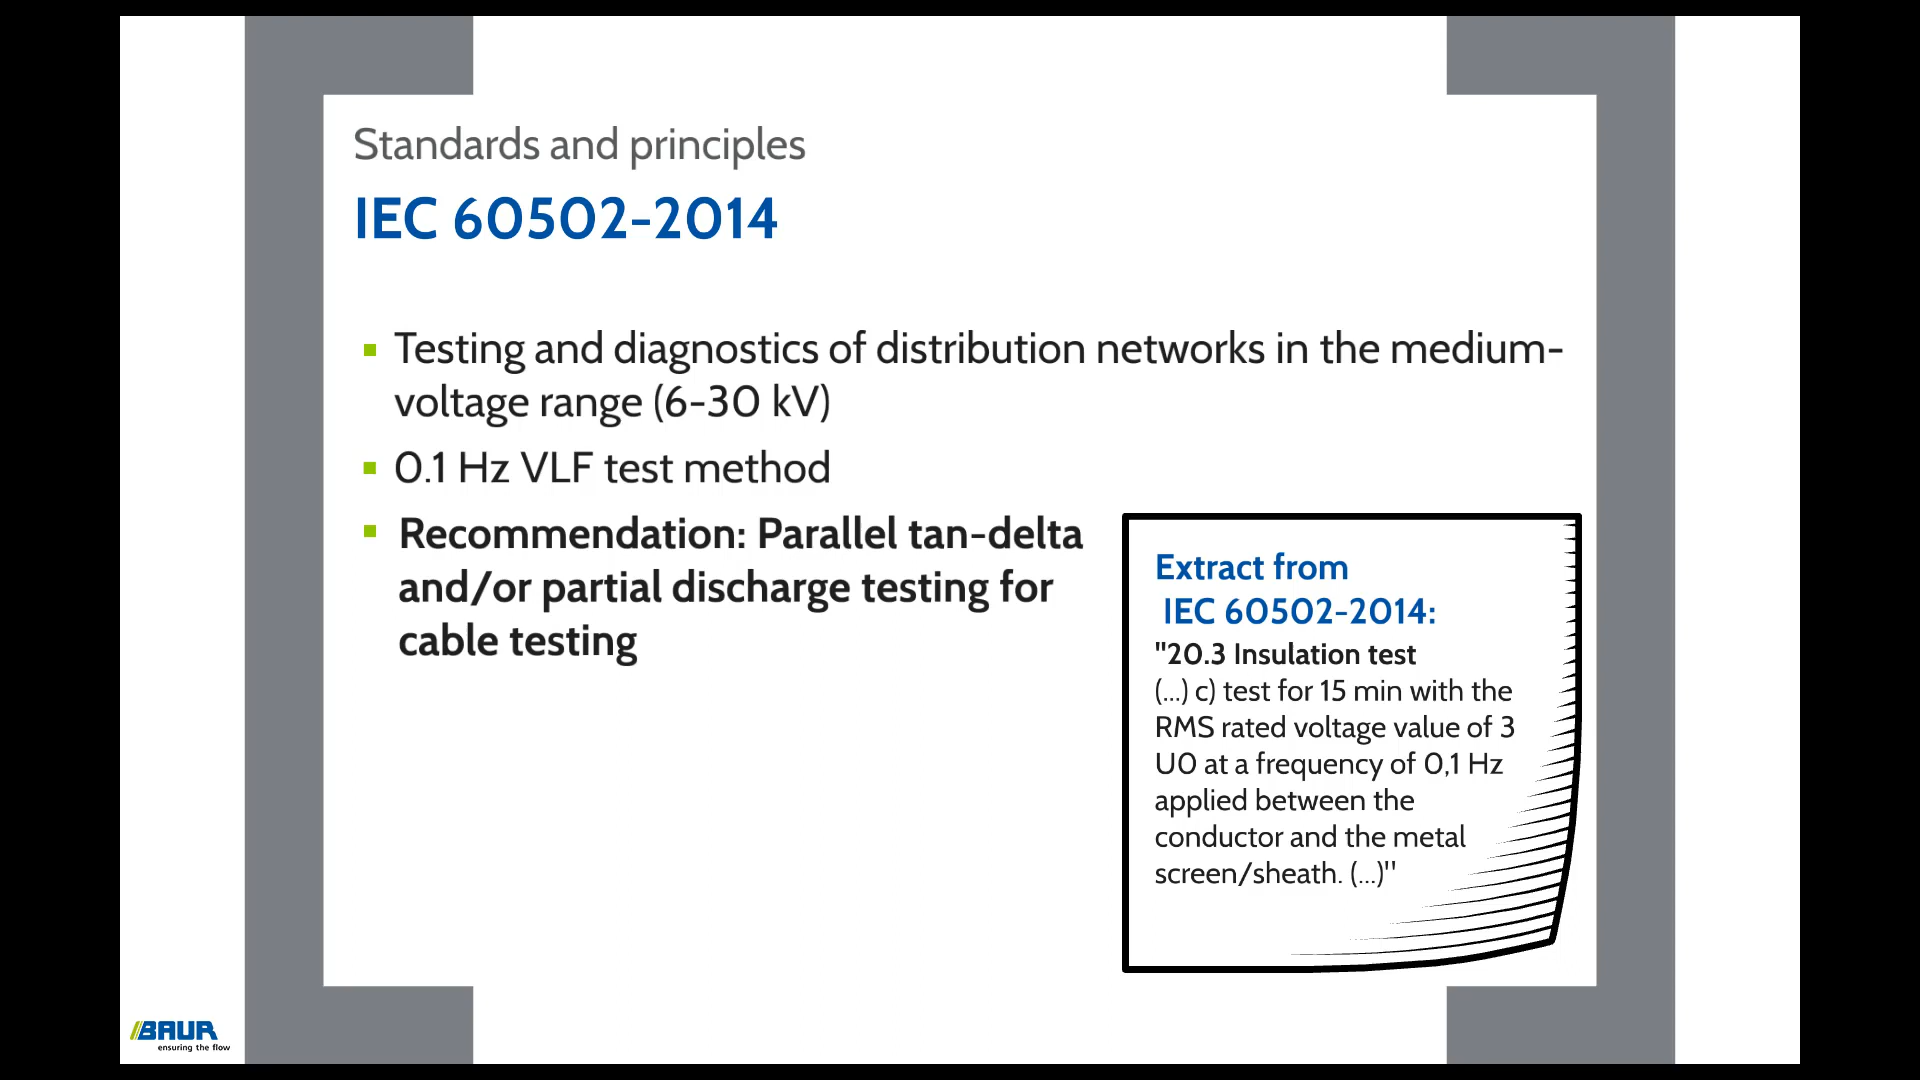 Standards and principles
IEC 60502-2014
Testing and diagnostics of distribution networks in the medium-
voltage range (6-30 kV)
0.1 Hz VLF test method
Recommendation: Parallel tan-delta
and/or partial discharge testing for
cable testing
Extract from
IEC 60502-2014:
"20.3 Insulation test
(...) c) test for 15 min with the
RMS rated voltage value of 3
U0 at a frequency of 0,1 Hz
applied between the
conductor and the metal
screen/sheath. (...)"
BAUR
ensuring the flow